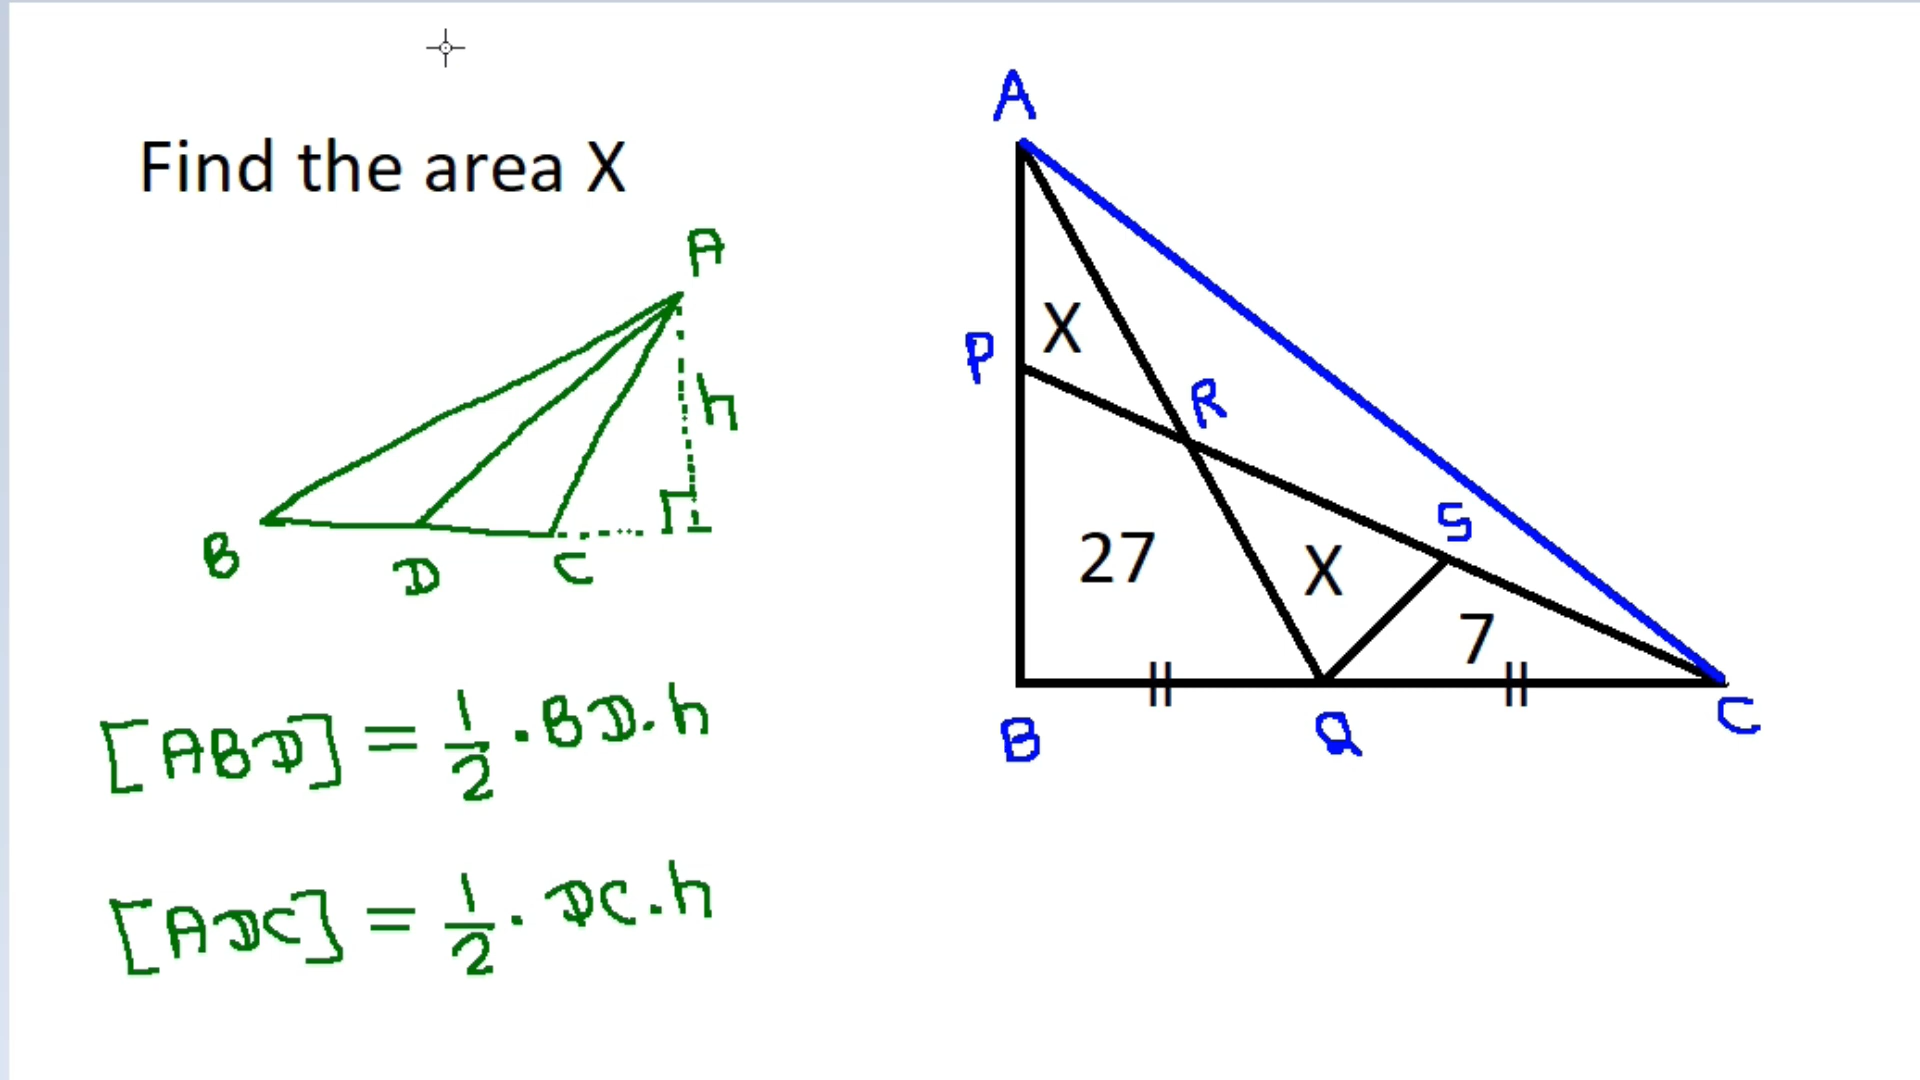 Find the area X
A
h
B
D
C
[ABD] = 1/2 · BD · h
[ADC] = 1/2 · DC · h
A
X
P
R
27
X
S
7
B
Q
C